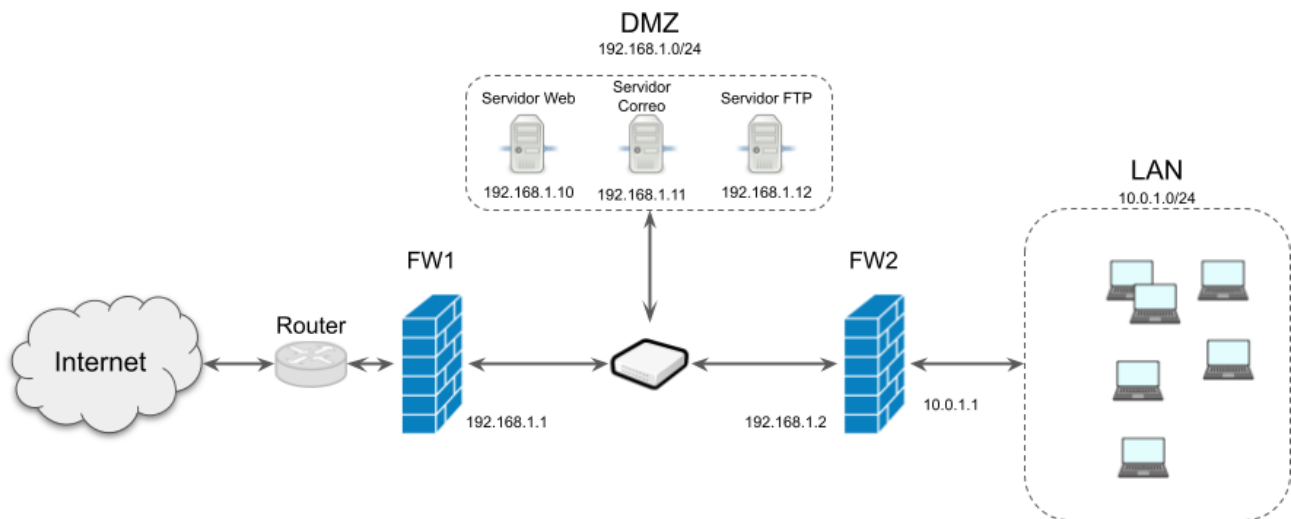 DMZ
192.168.1.0/24
Servidor Web
Servidor
Correo
Servidor FTP
192.168.1.10
192.168.1.11
192.168.1.12
LAN
10.0.1.0/24
FW1
FW2
Router
Internet
192.168.1.1
192.168.1.2
10.0.1.1